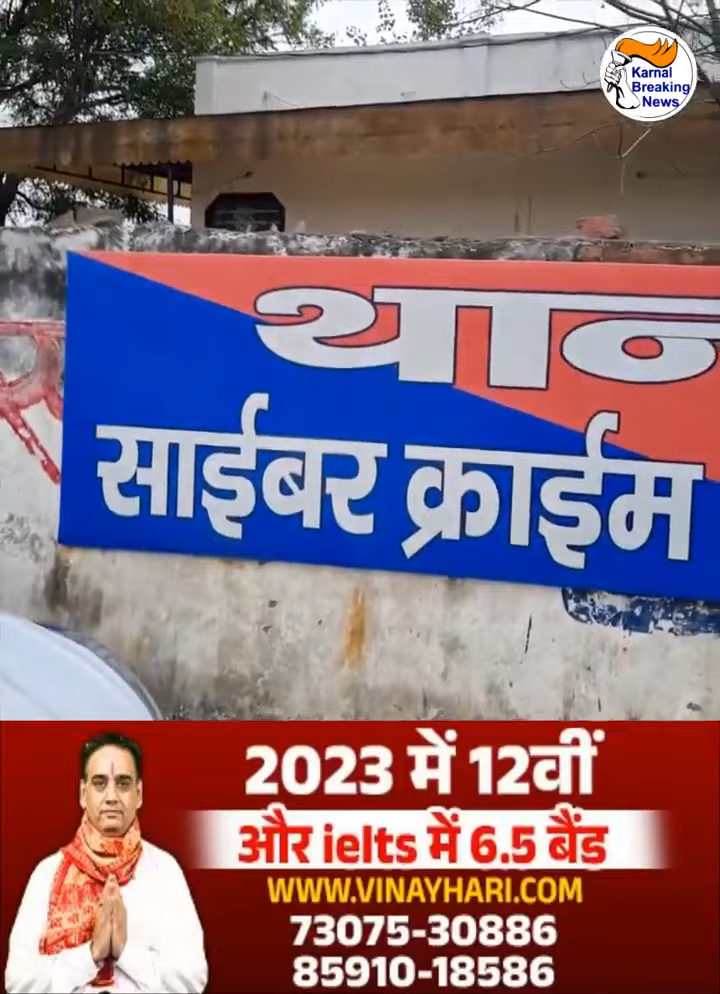 Karnal
Breaking
News
थान
साईबर क्राईम
2023 में 12वीं
और ielts में 6.5 बैंड
WWW.VINAYHARI.COM
73075-30886
85910-18586